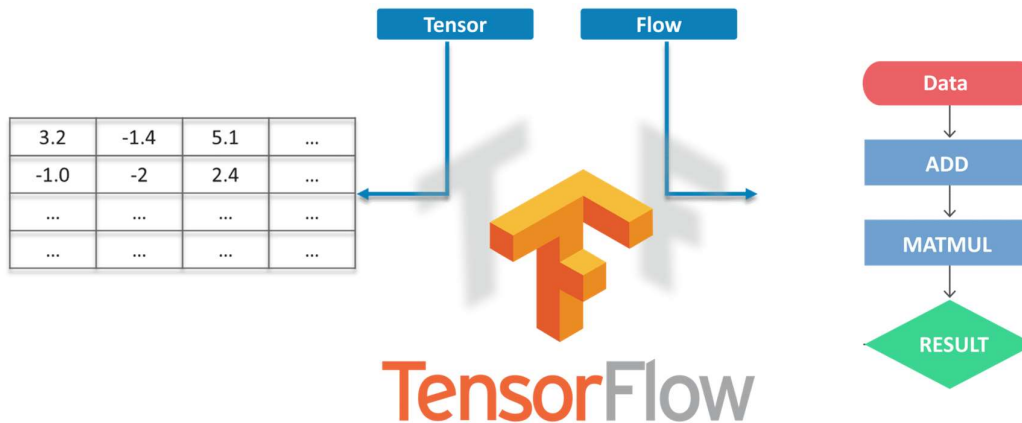 Tensor
Flow
3.2 -1.4 5.1 ...
-1.0 -2 2.4 ...
... ... ... ...
... ... ... ...
Data
ADD
MATMUL
RESULT
TensorFlow